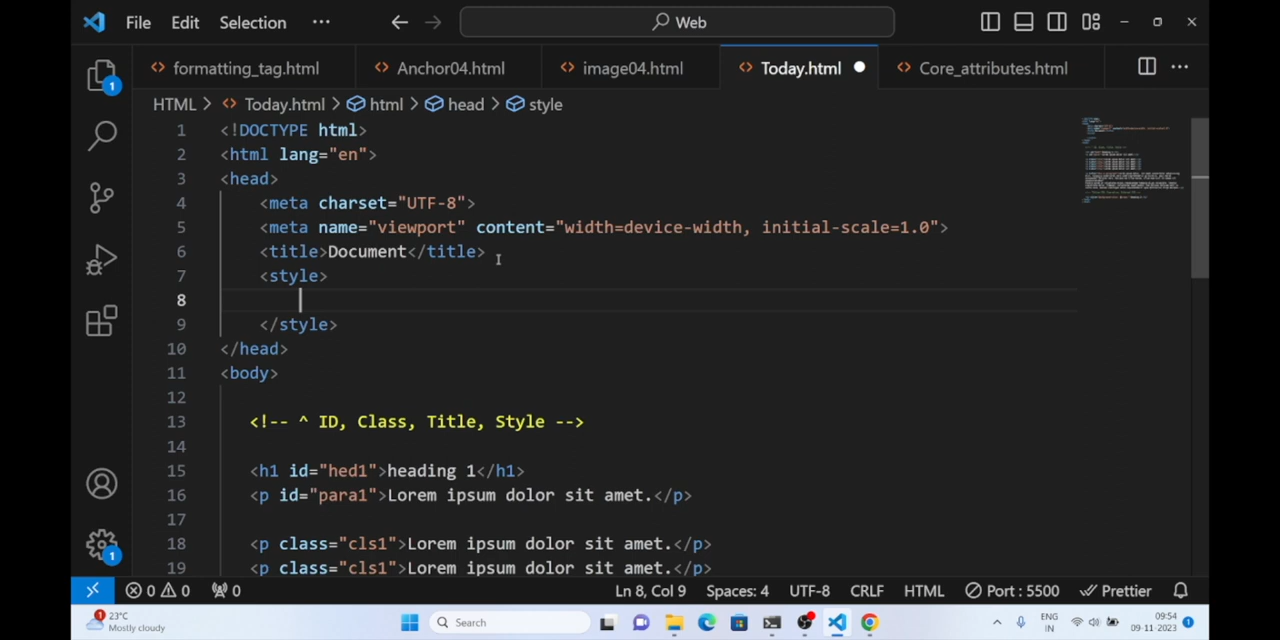 File Edit Selection ··· Web
formatting_tag.html Anchor04.html image04.html Today.html Core_attributes.html ···
HTML > Today.html > html > head > style
1 <!DOCTYPE html>
2 <html lang="en">
3 <head>
4 <meta charset="UTF-8">
5 <meta name="viewport" content="width=device-width, initial-scale=1.0">
6 <title>Document</title>
7 <style>
8
9 </style>
10 </head>
11 <body>
12
13 <!-- ^ ID, Class, Title, Style -->
14
15 <h1 id="hed1">heading 1</h1>
16 <p id="para1">Lorem ipsum dolor sit amet.</p>
17
18 <p class="cls1">Lorem ipsum dolor sit amet.</p>
19 <p class="cls1">Lorem ipsum dolor sit amet.</p>
1
1
0 0 0 Ln 8, Col 9 Spaces: 4 UTF-8 CRLF HTML Port : 5500 Prettier
1 23°C
Mostly cloudy
Search
ENG
IN
09:54
09-11-2023
1